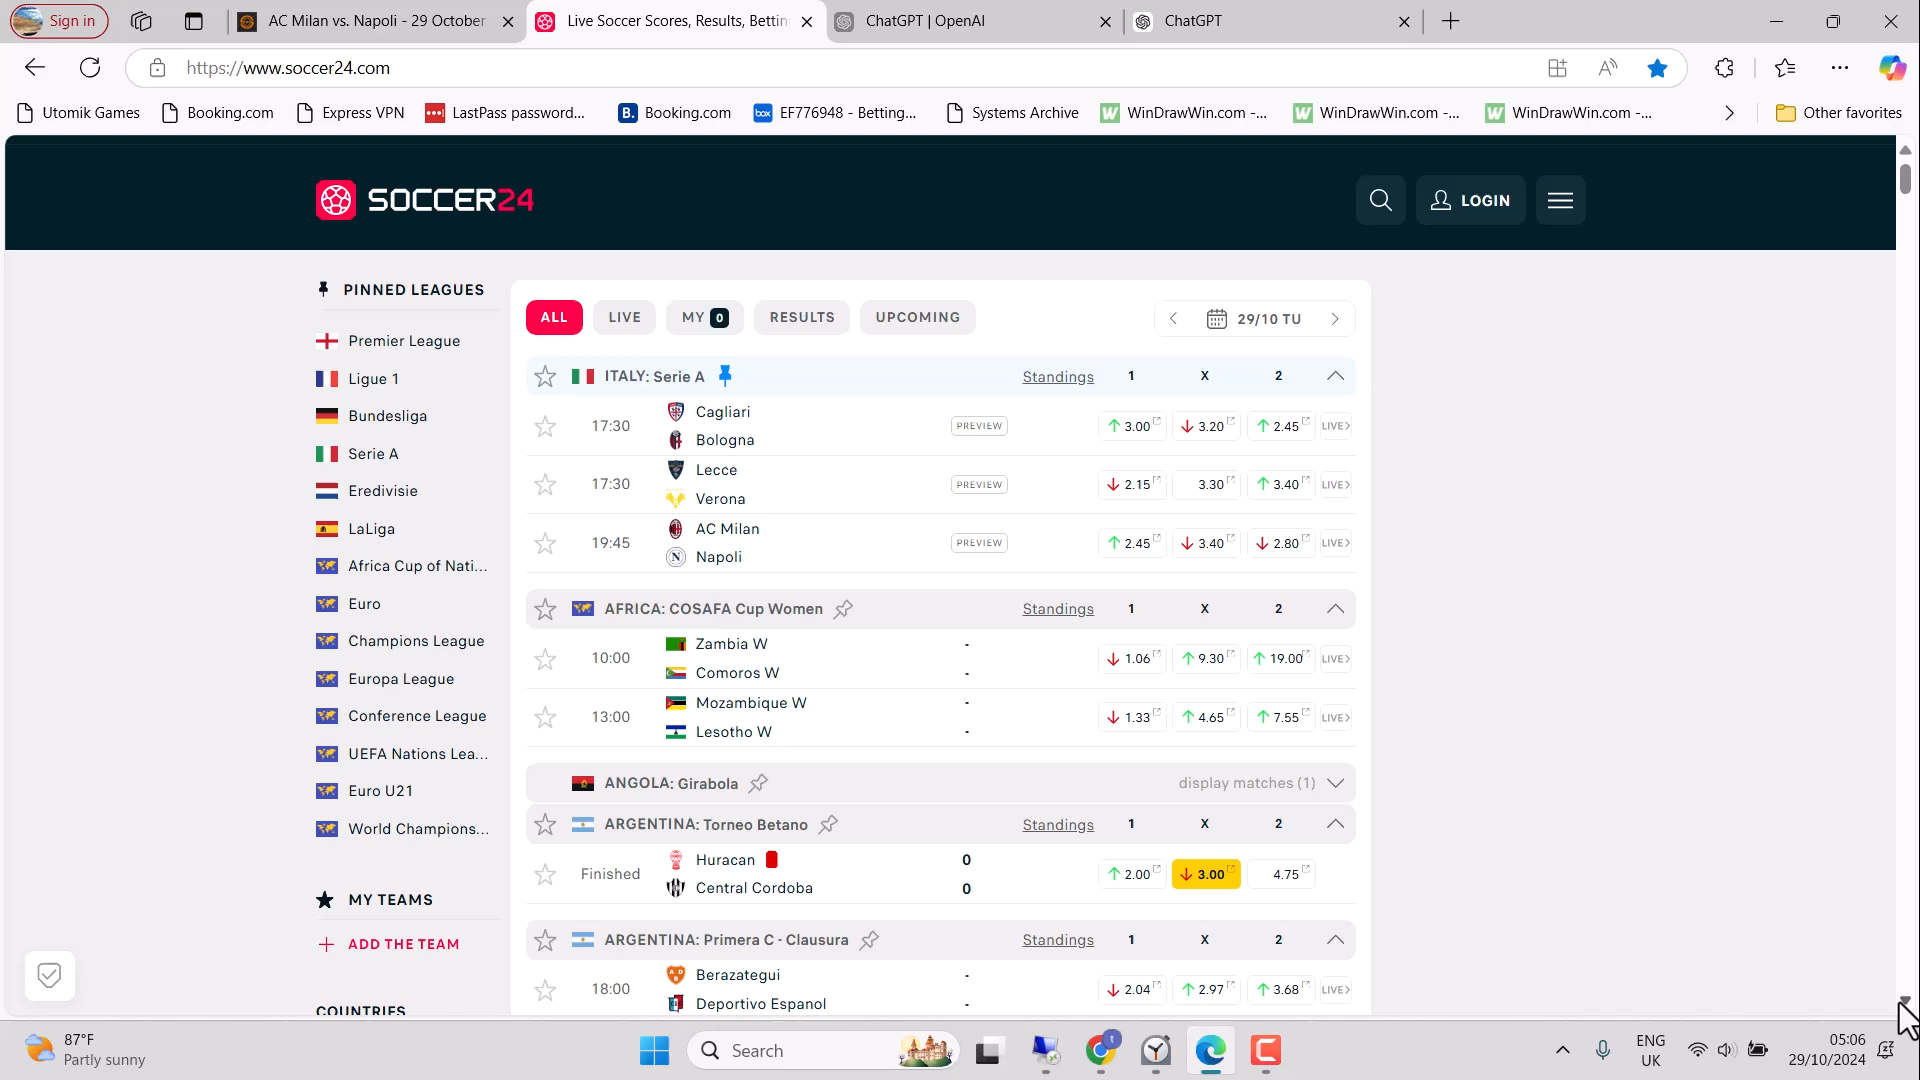 Sign in
AC Milan vs. Napoli - 29 October
Live Soccer Scores, Results, Bettin
ChatGPT | OpenAI
ChatGPT
https://www.soccer24.com
Utomik Games
Booking.com
Express VPN
LastPass password...
B. Booking.com
box EF776948 - Betting...
Systems Archive
W WinDrawWin.com -...
W WinDrawWin.com -...
W WinDrawWin.com -...
Other favorites
SOCCER24
LOGIN
PINNED LEAGUES
Premier League
Ligue 1
Bundesliga
Serie A
Eredivisie
LaLiga
Africa Cup of Nati...
Euro
Champions League
Europa League
Conference League
UEFA Nations Lea...
Euro U21
World Champions...
MY TEAMS
+ ADD THE TEAM
COUNTRIES
ALL LIVE MY 0 RESULTS UPCOMING
29/10 TU
ITALY: Serie A Standings 1 X 2
17:30 Cagliari PREVIEW 3.00 3.20 2.45 LIVE
Bologna
17:30 Lecce PREVIEW 2.15 3.30 3.40 LIVE
Verona
19:45 AC Milan PREVIEW 2.45 3.40 2.80 LIVE
N Napoli
AFRICA: COSAFA Cup Women Standings 1 X 2
10:00 Zambia W - 1.06 9.30 19.00 LIVE
Comoros W -
13:00 Mozambique W - 1.33 4.65 7.55 LIVE
Lesotho W -
ANGOLA: Girabola display matches (1)
ARGENTINA: Torneo Betano Standings 1 X 2
Finished Huracan 0 2.00 3.00 4.75
Central Cordoba 0
ARGENTINA: Primera C - Clausura Standings 1 X 2
18:00 Berazategui - 2.04 2.97 3.68 LIVE
Deportivo Espanol -
87°F
Partly sunny
Search
ENG
UK
05:06
29/10/2024